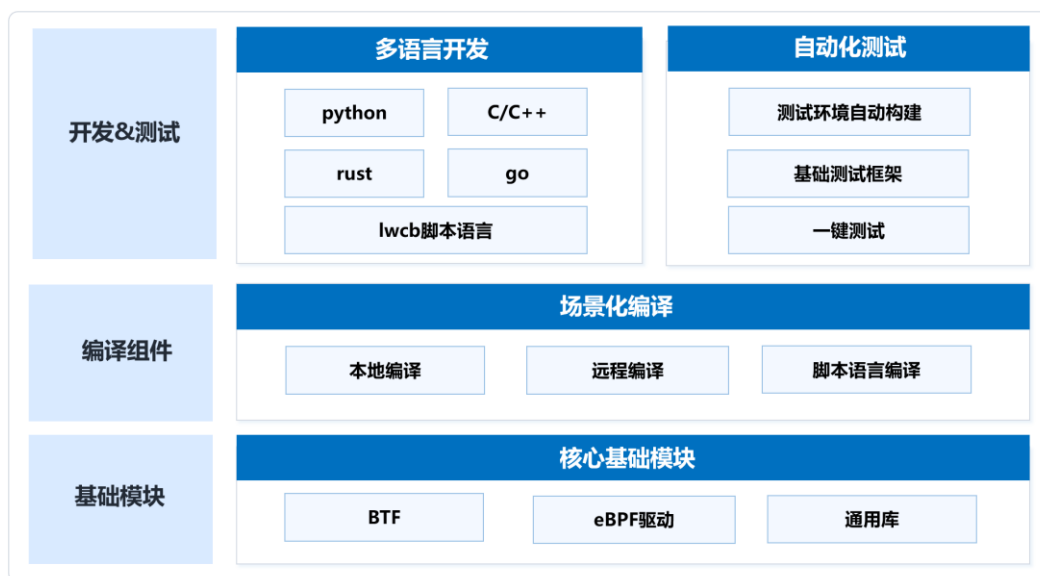 开发&测试
多语言开发
python
C/C++
rust
go
lwcb脚本语言
自动化测试
测试环境自动构建
基础测试框架
一键测试
编译组件
场景化编译
本地编译
远程编译
脚本语言编译
基础模块
核心基础模块
BTF
eBPF驱动
通用库